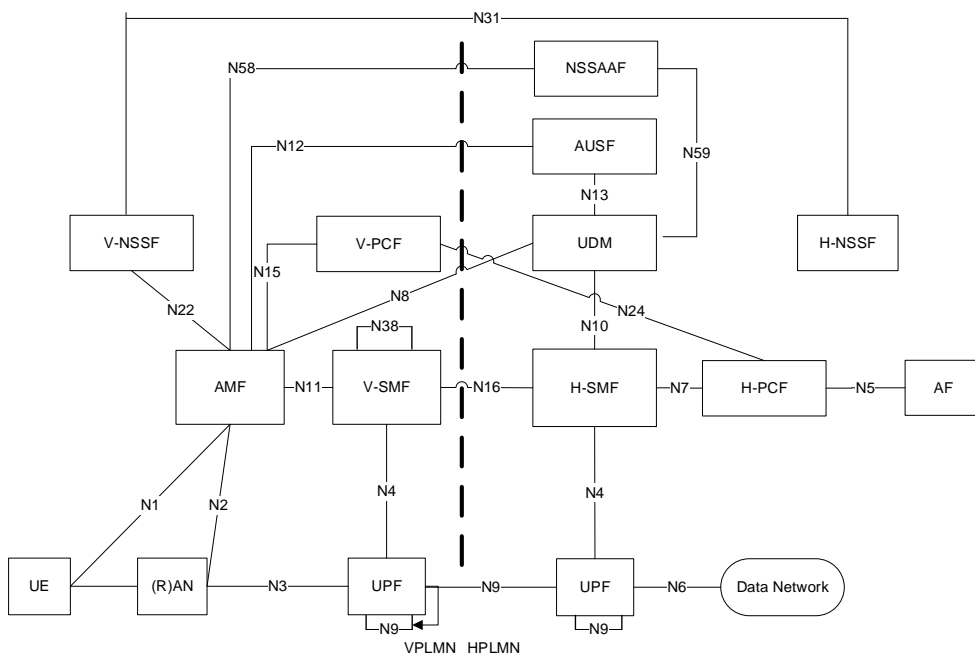 N31
N58
NSSAAF
N12
AUSF
N59
N13
V-NSSF
V-PCF
UDM
H-NSSF
N15
N8
N22
N24
N38
N10
AMF
N11
V-SMF
N16
H-SMF
N7
H-PCF
N5
AF
N1
N2
N4
N4
UE
(R)AN
N3
UPF
N9
UPF
N6
Data Network
N9
N9
VPLMN HPLMN